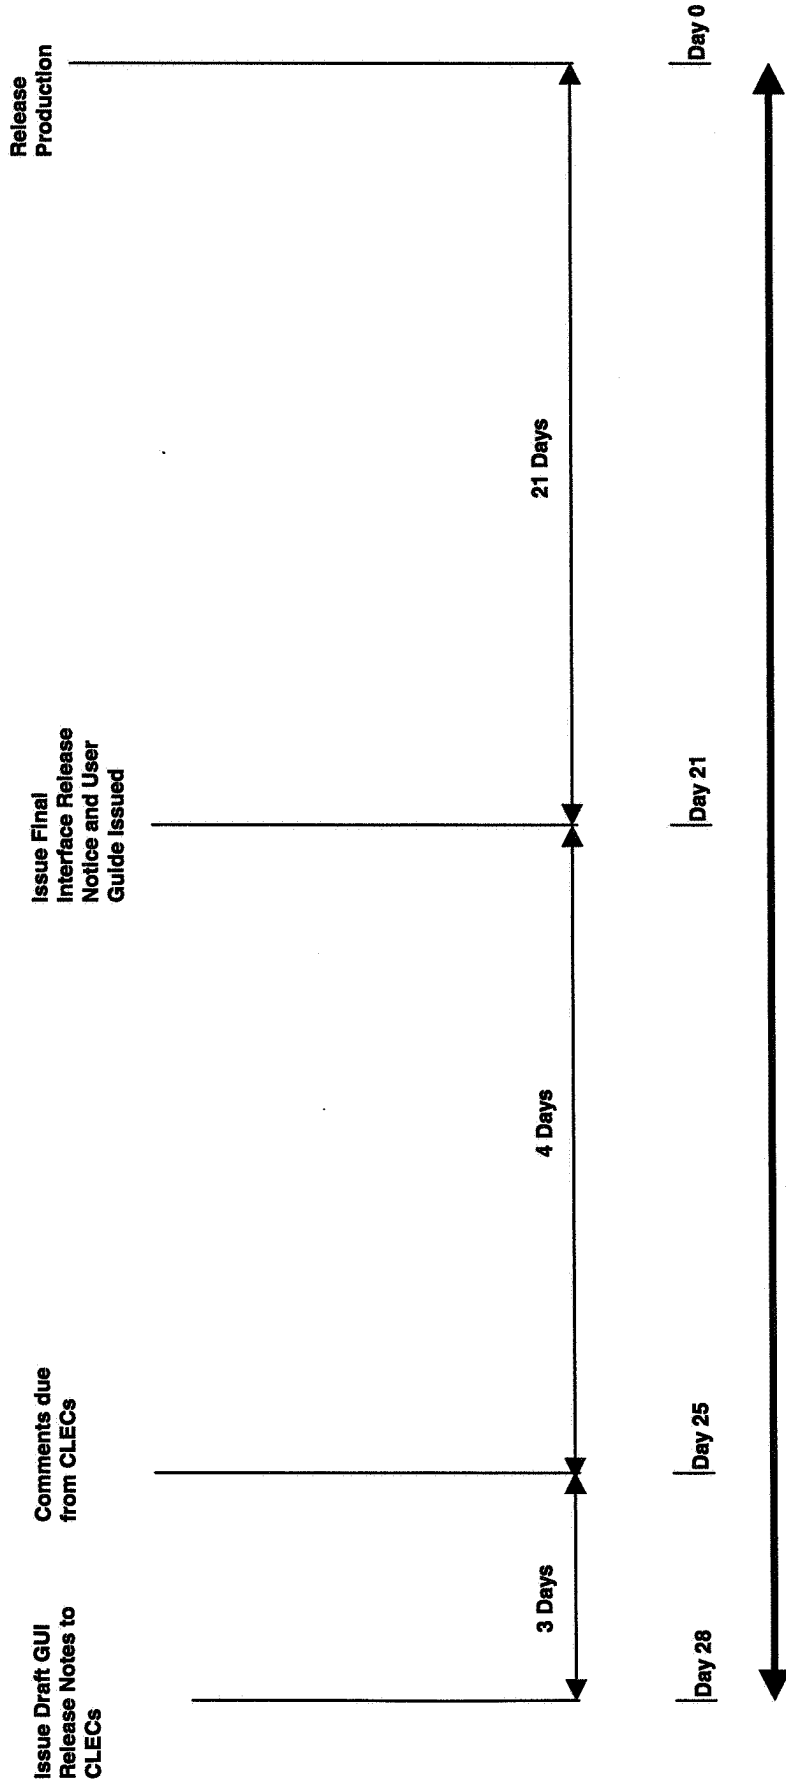 Issue Draft GUI
Release Notes to
CLECs
Comments due
from CLECs
Issue Final
Interface Release
Notice and User
Guide Issued
Release
Production
3 Days
4 Days
21 Days
Day 28
Day 25
Day 21
Day 0